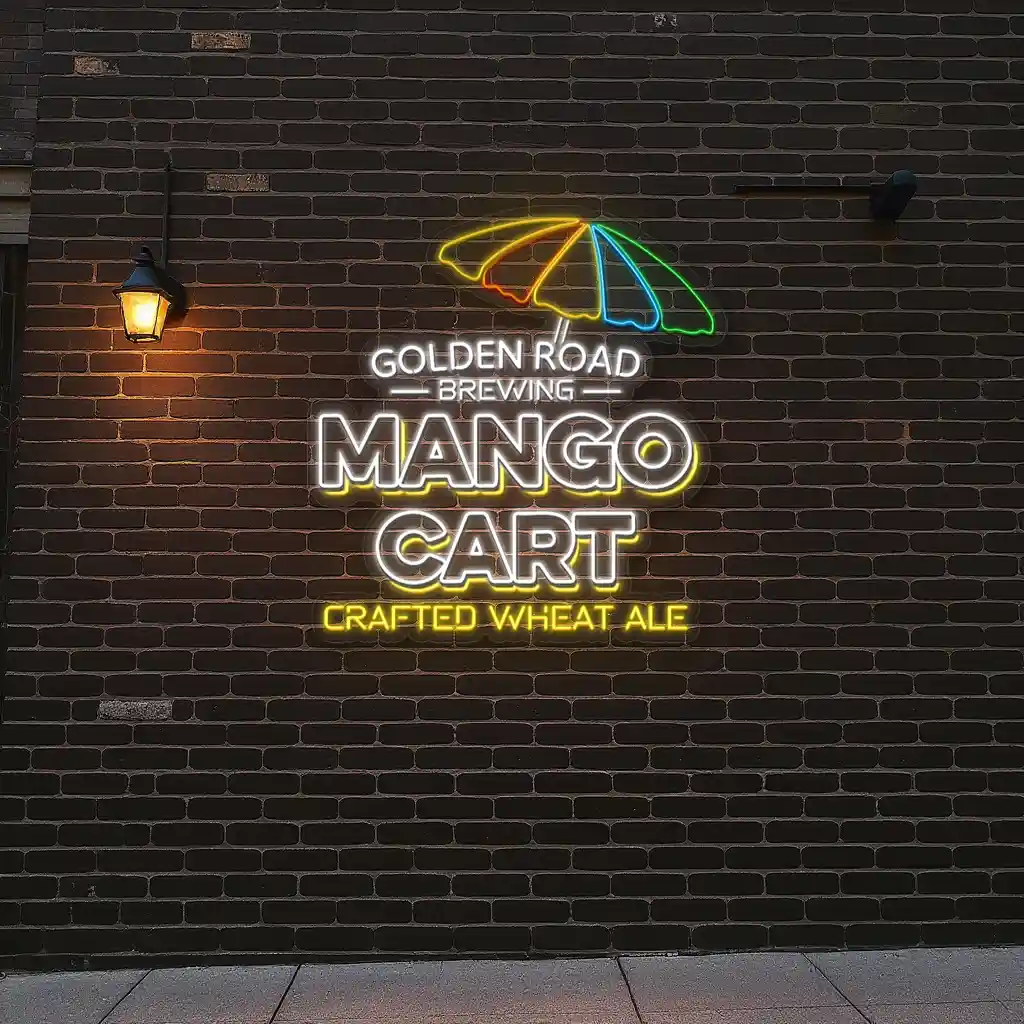 GOLDEN ROAD
BREWING
MANGO
CART
CRAFTED WHEAT ALE